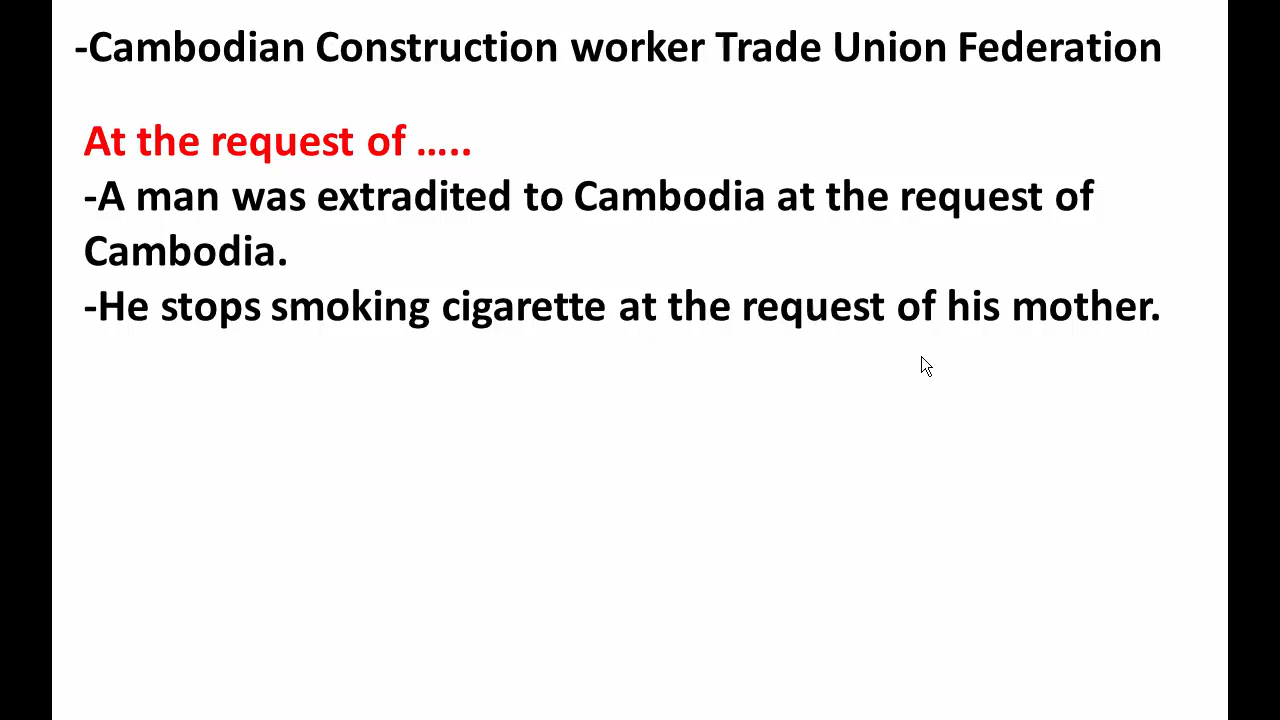 -Cambodian Construction worker Trade Union Federation
At the request of …..
-A man was extradited to Cambodia at the request of
Cambodia.
-He stops smoking cigarette at the request of his mother.